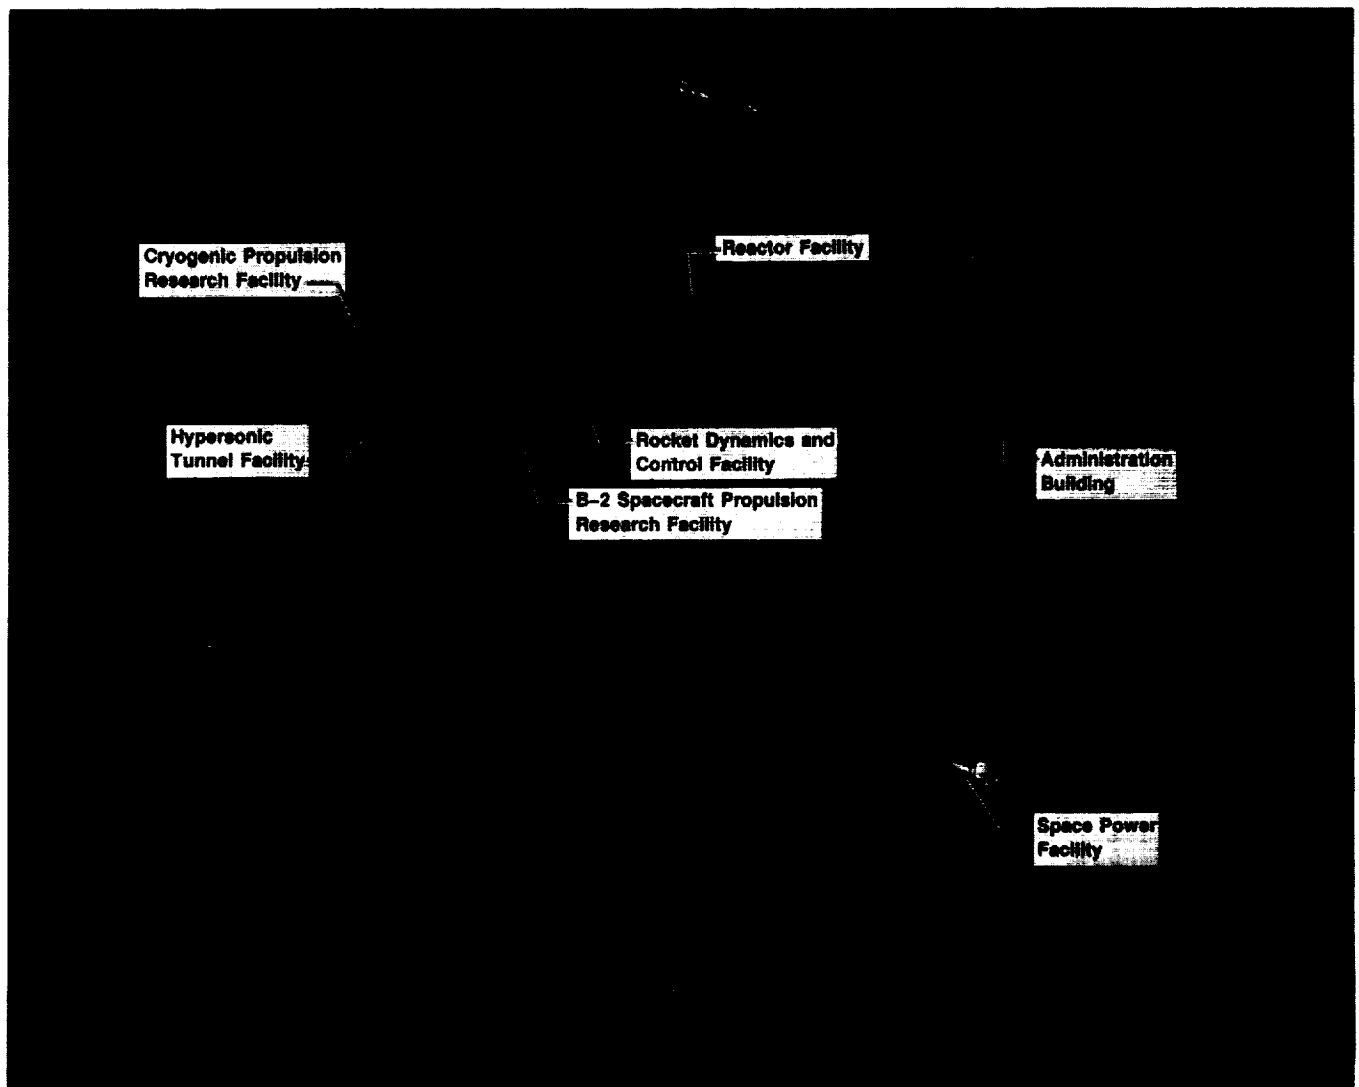 Cryogenic Propulsion
Research Facility
Reactor Facility
Hypersonic
Tunnel Facility
Rocket Dynamics and
Control Facility
B–2 Spacecraft Propulsion
Research Facility
Administration
Building
Space Power
Facility